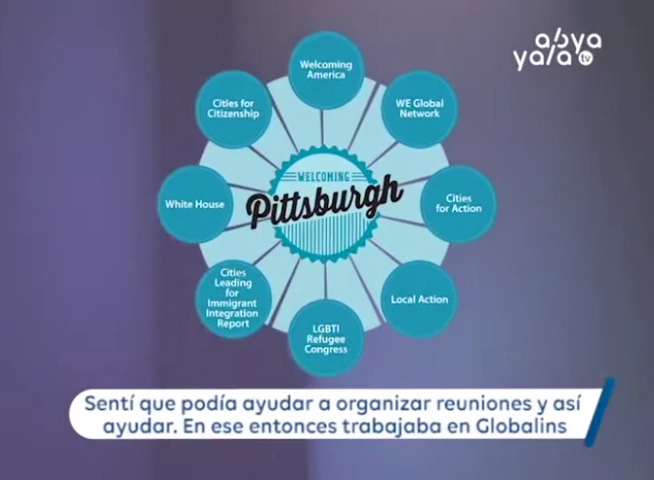 abya
yala tv
Welcoming
America
WE Global
Network
Cities
for Action
Local Action
LGBTI
Refugee
Congress
Cities
Leading
for
Immigrant
Integration
Report
White House
Cities for
Citizenship
WELCOMING
Pittsburgh
Sentí que podía ayudar a organizar reuniones y así
ayudar. En ese entonces trabajaba en Globalins